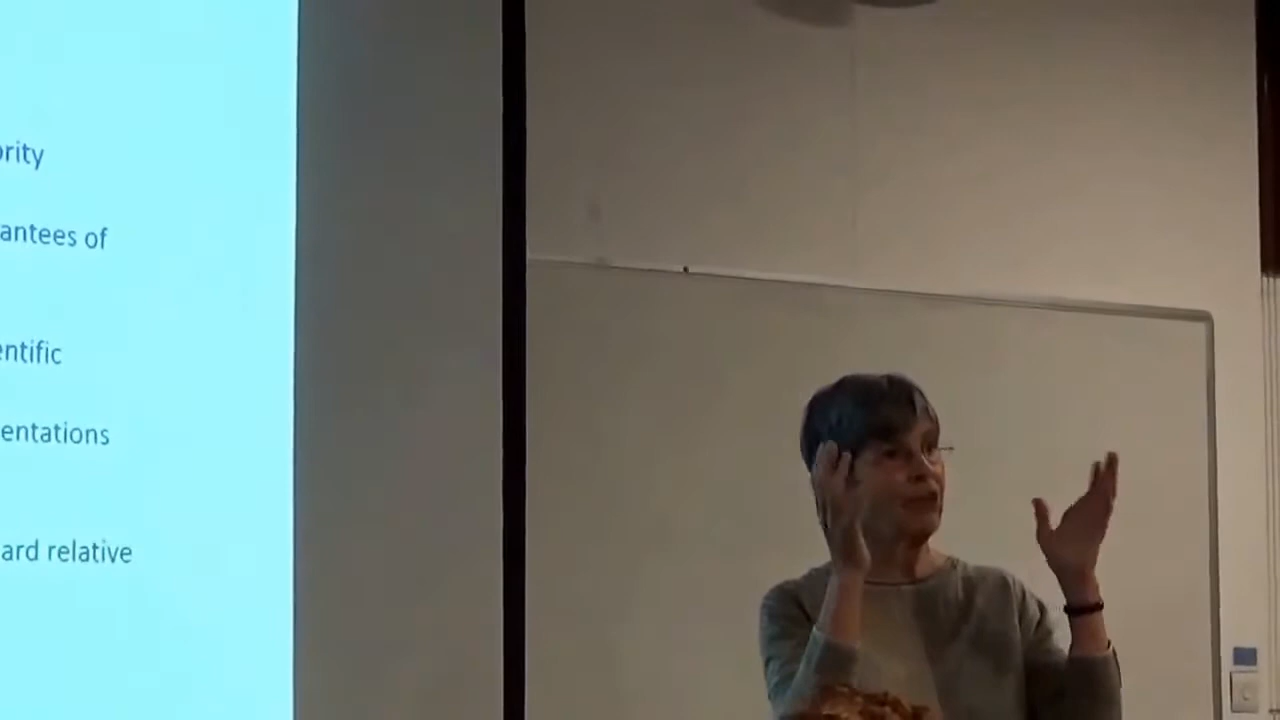 ority
antees of
entific
entations
ard relative